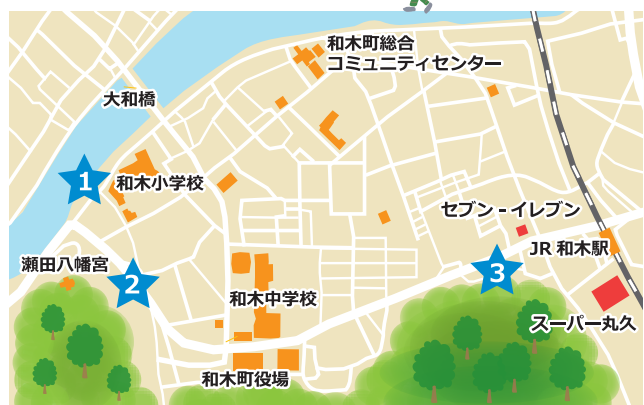 和木町総合
コミュニティセンター
大和橋
1
和木小学校
セブン-イレブン
JR 和木駅
瀬田八幡宮
2
3
和木中学校
スーパー丸久
和木町役場